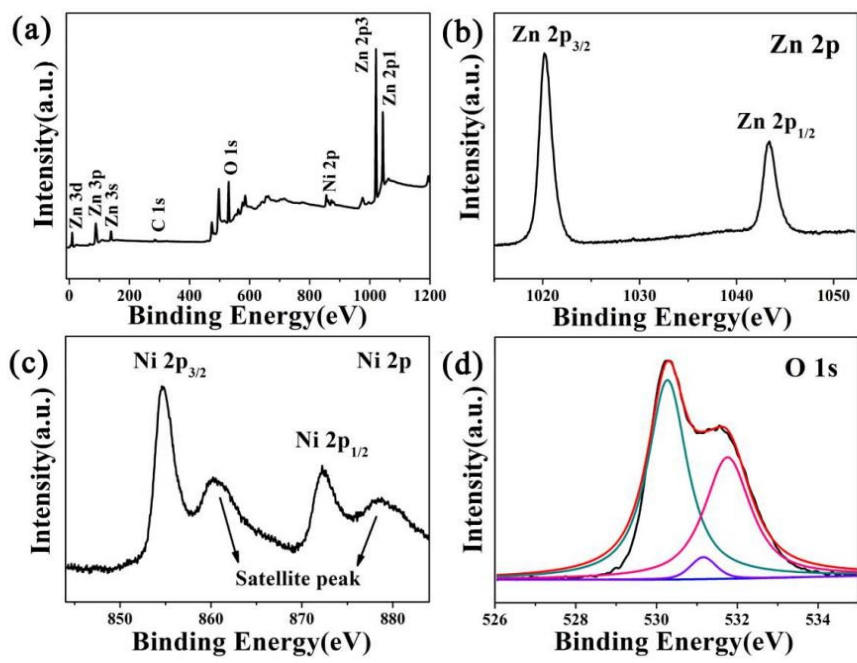 (a)
Intensity(a.u.)
Zn 3d
Zn 3p
Zn 3s
C 1s
O 1s
Ni 2p
Zn 2p3
Zn 2p1
0 200 400 600 800 1000 1200
Binding Energy(eV)
(b)
Zn 2p3/2
Zn 2p
Zn 2p1/2
Intensity(a.u.)
1020 1030 1040 1050
Binding Energy(eV)
(c)
Ni 2p3/2
Ni 2p
Ni 2p1/2
Satellite peak
Intensity(a.u.)
850 860 870 880
Binding Energy(eV)
(d)
O 1s
Intensity(a.u.)
526 528 530 532 534
Binding Energy(eV)